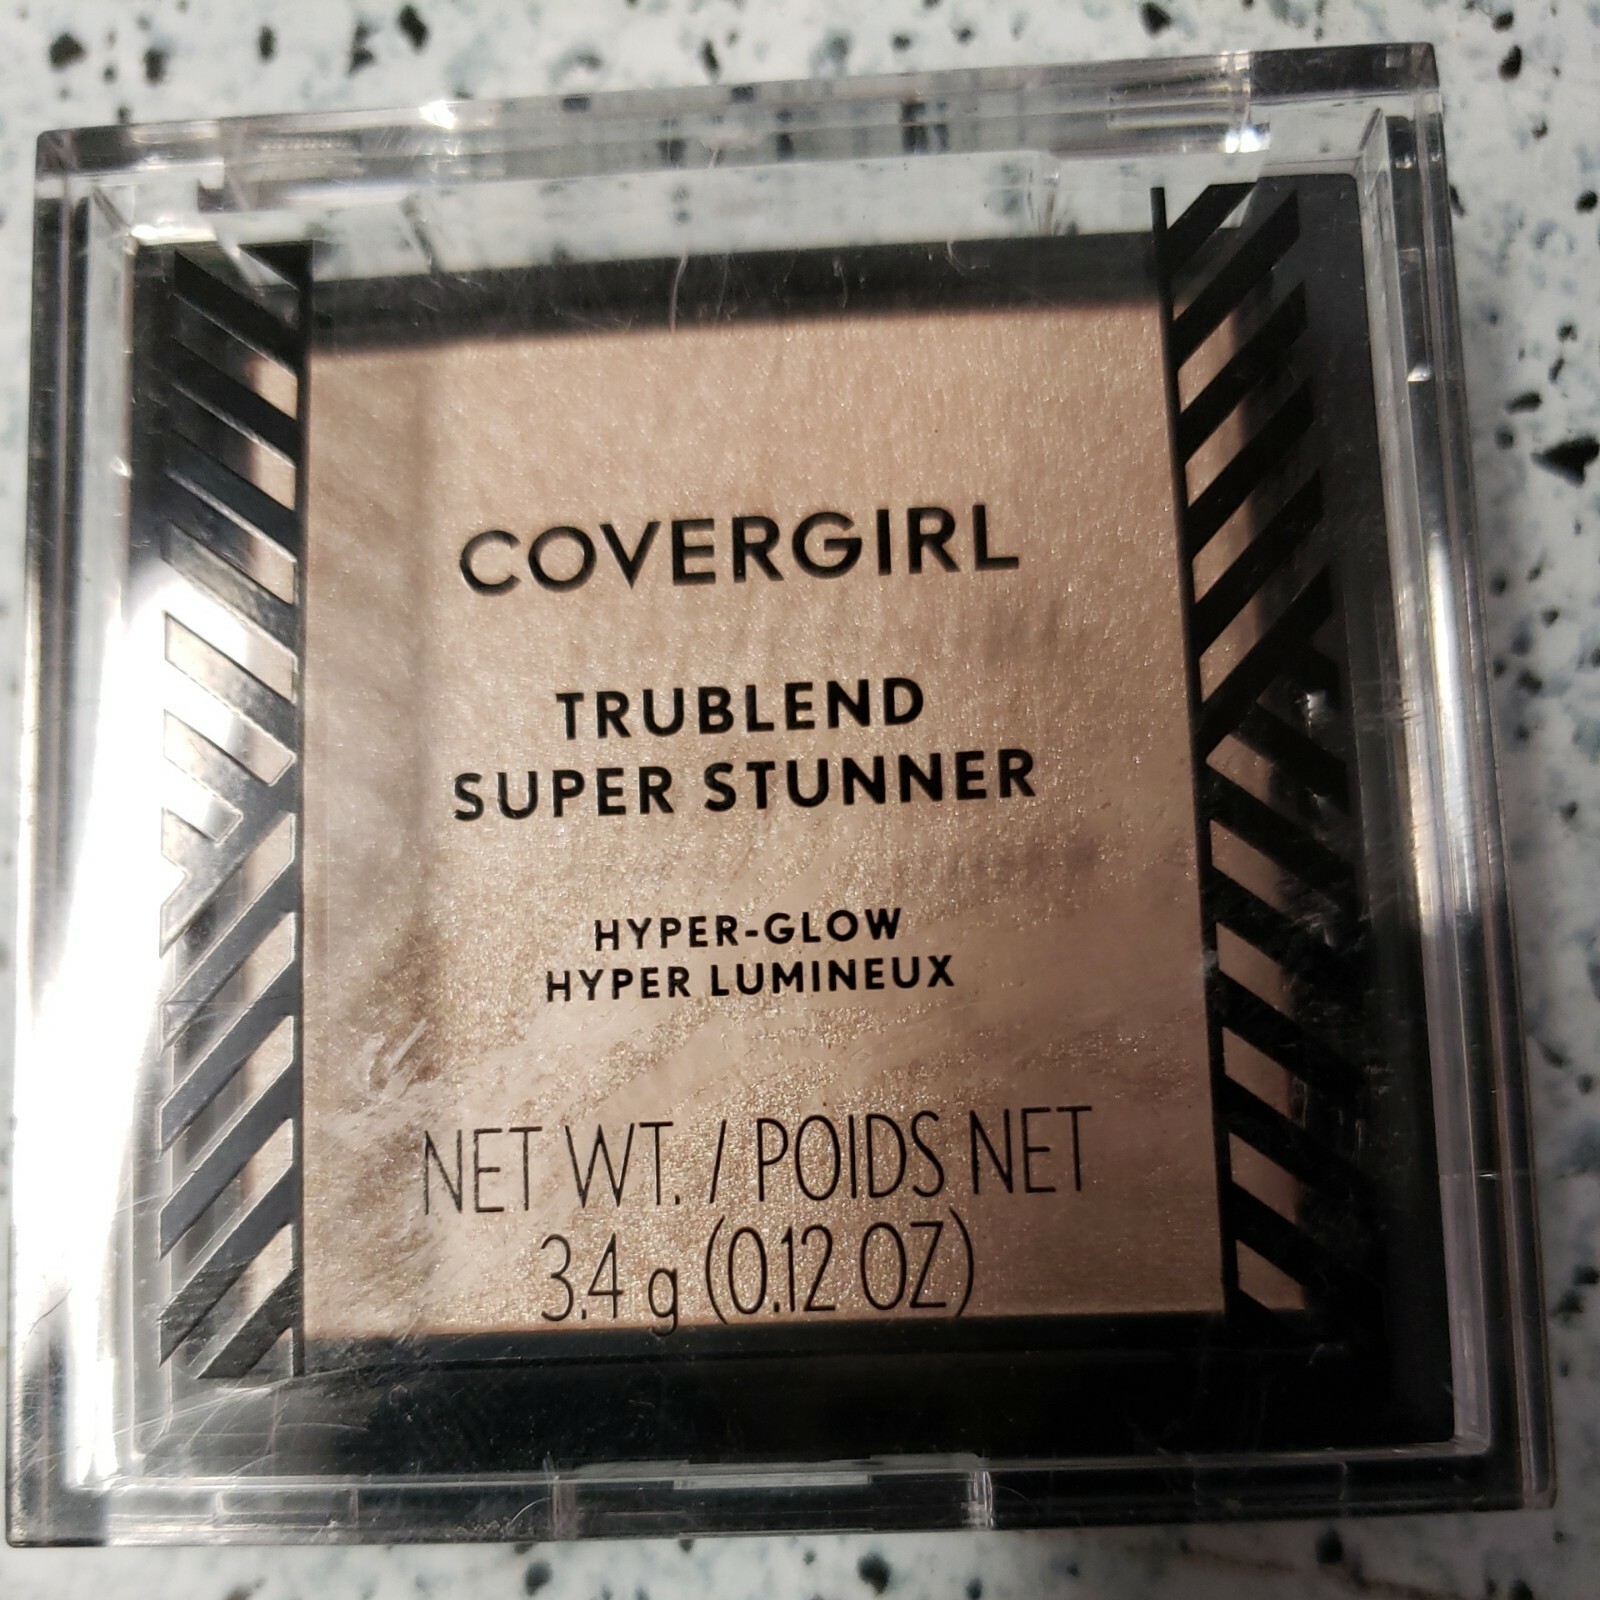 COVERGIRL
TRUBLEND
SUPER STUNNER
HYPER-GLOW
HYPER LUMINEUX
NET WT. / POIDS NET
3.4 g (0.12 OZ)